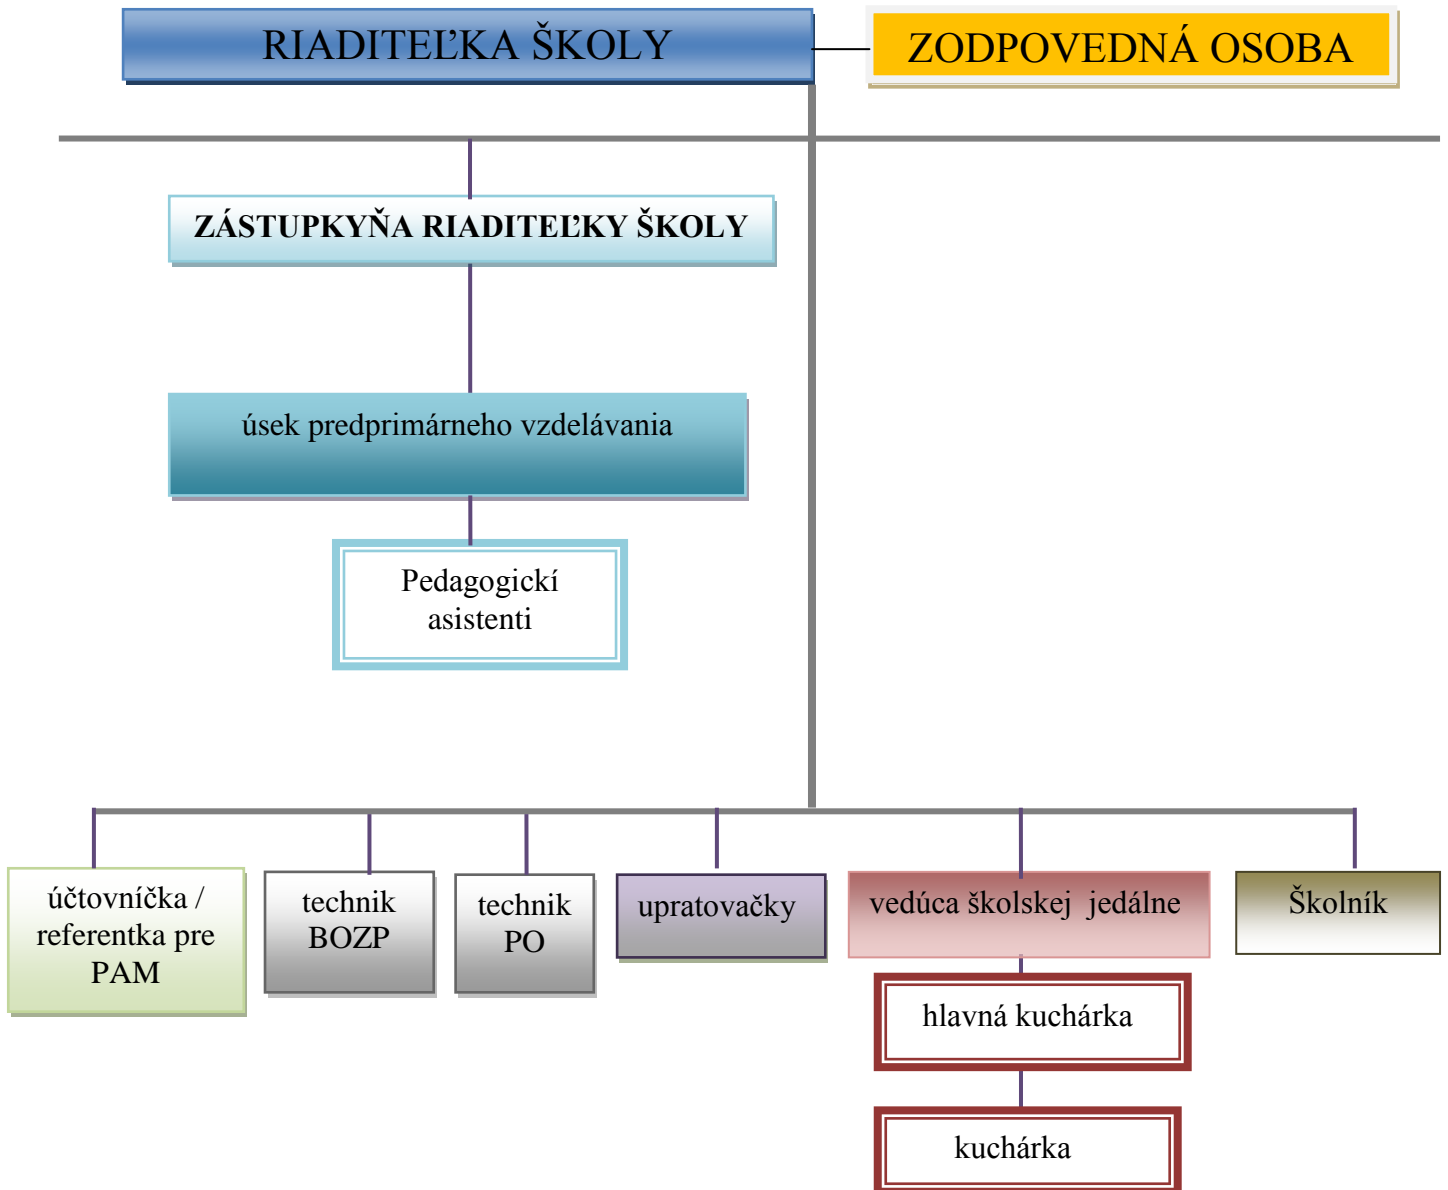 RIADITEĽKA ŠKOLY
ZODPOVEDNÁ OSOBA
ZÁSTUPKYŇA RIADITEĽKY ŠKOLY
úsek predprimárneho vzdelávania
Pedagogickí
asistenti
účtovníčka /
referentka pre
PAM
technik
BOZP
technik
PO
upratovačky
vedúca školskej jedálne
Školník
hlavná kuchárka
kuchárka